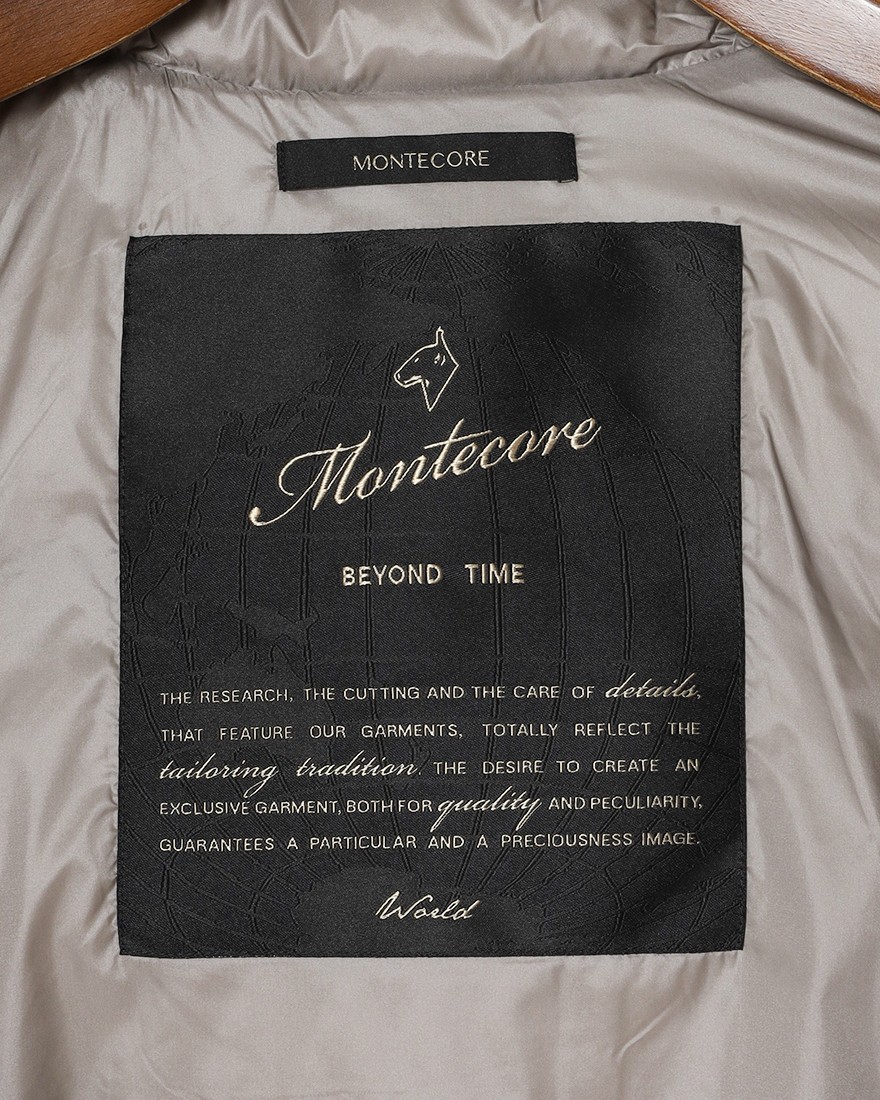 MONTECORE
Montecore
BEYOND TIME
THE RESEARCH, THE CUTTING AND THE CARE OF details,
THAT FEATURE OUR GARMENTS, TOTALLY REFLECT THE
tailoring tradition. THE DESIRE TO CREATE AN
EXCLUSIVE GARMENT, BOTH FOR quality AND PECULIARITY,
GUARANTEES A PARTICULAR AND A PRECIOUSNESS IMAGE.
World